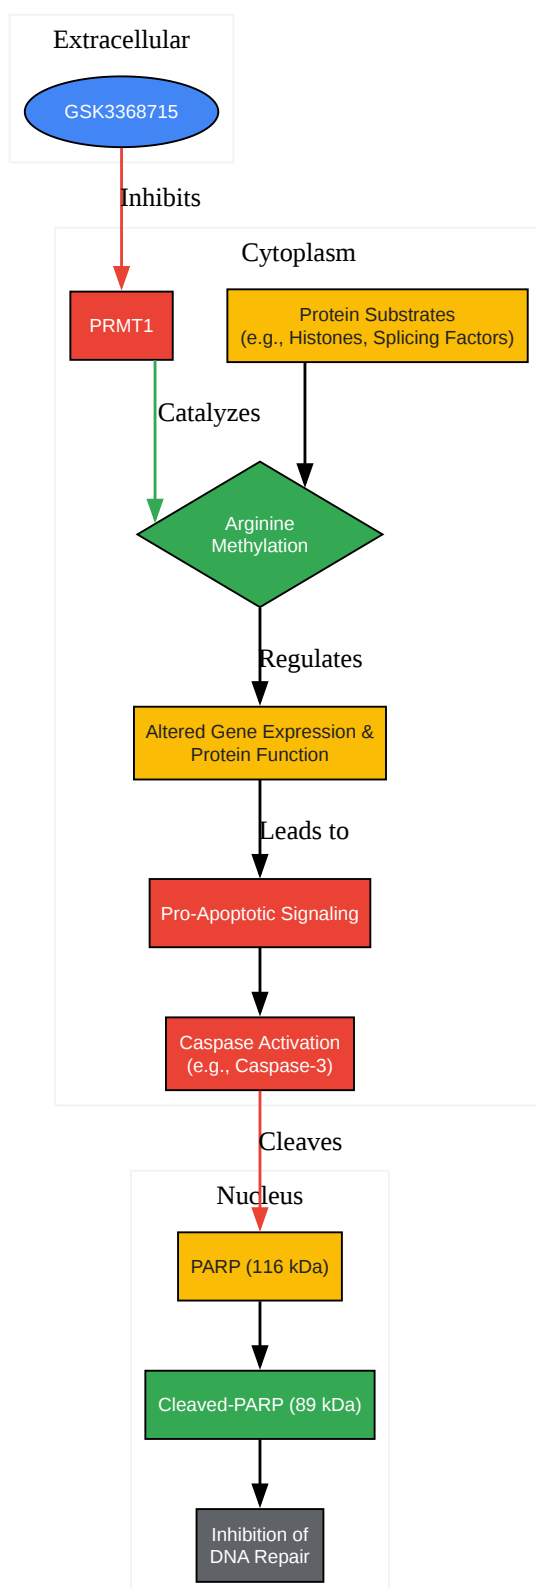 Extracellular
GSK3368715
Inhibits
Cytoplasm
PRMT1
Protein Substrates
(e.g., Histones, Splicing Factors)
Catalyzes
Arginine
Methylation
Regulates
Altered Gene Expression &
Protein Function
Leads to
Pro-Apoptotic Signaling
Caspase Activation
(e.g., Caspase-3)
Cleaves
Nucleus
PARP (116 kDa)
Cleaved-PARP (89 kDa)
Inhibition of
DNA Repair